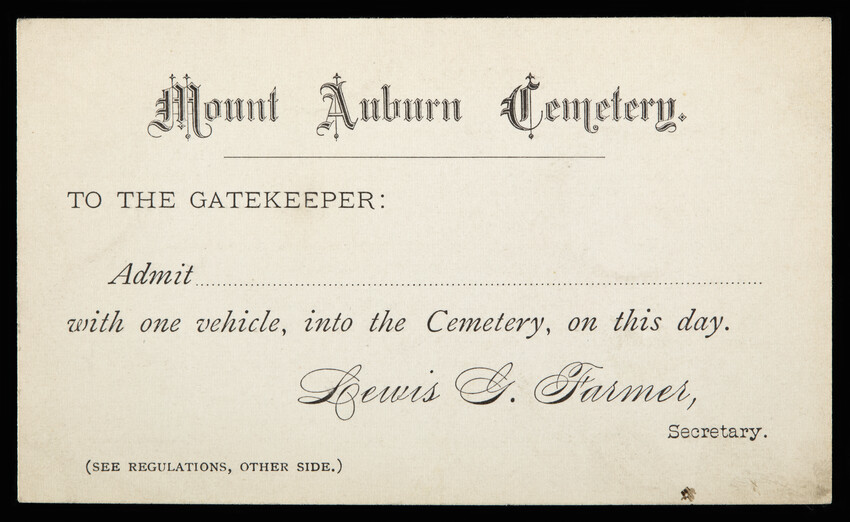 Mount Auburn Cemetery.
TO THE GATEKEEPER:
Admit................................................................
with one vehicle, into the Cemetery, on this day.
Lewis G. Farmer,
Secretary.
(SEE REGULATIONS, OTHER SIDE.)